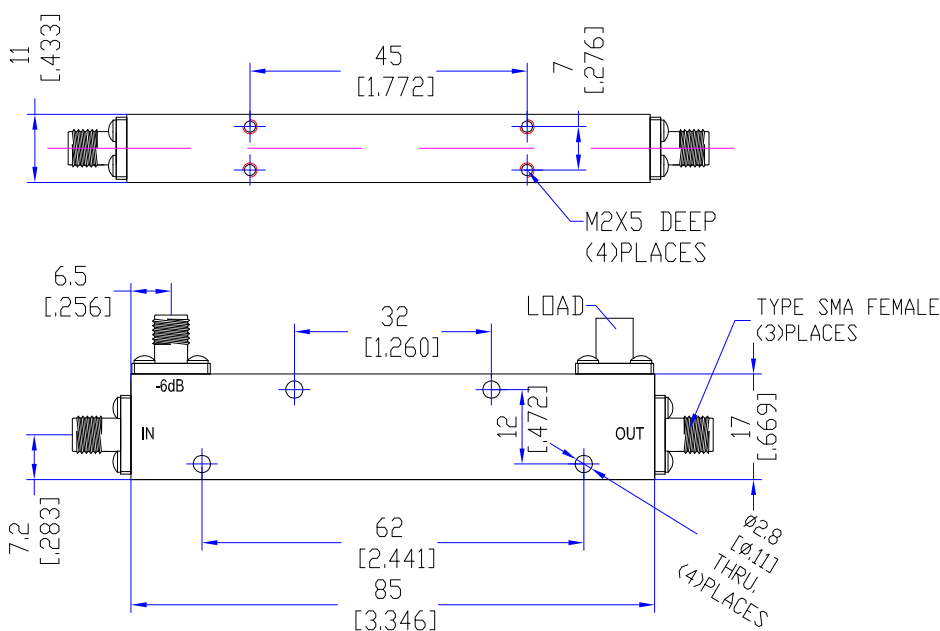 11
[.433]
45
[1.772]
7
[.276]
M2X5 DEEP
(4)PLACES
6.5
[.256]
32
[1.260]
LOAD
TYPE SMA FEMALE
(3)PLACES
-6dB
IN
12
[.472]
OUT
17
[.669]
7.2
[.283]
62
[2.441]
ø2.8
[ø.11]
THRU,
(4)PLACES
85
[3.346]